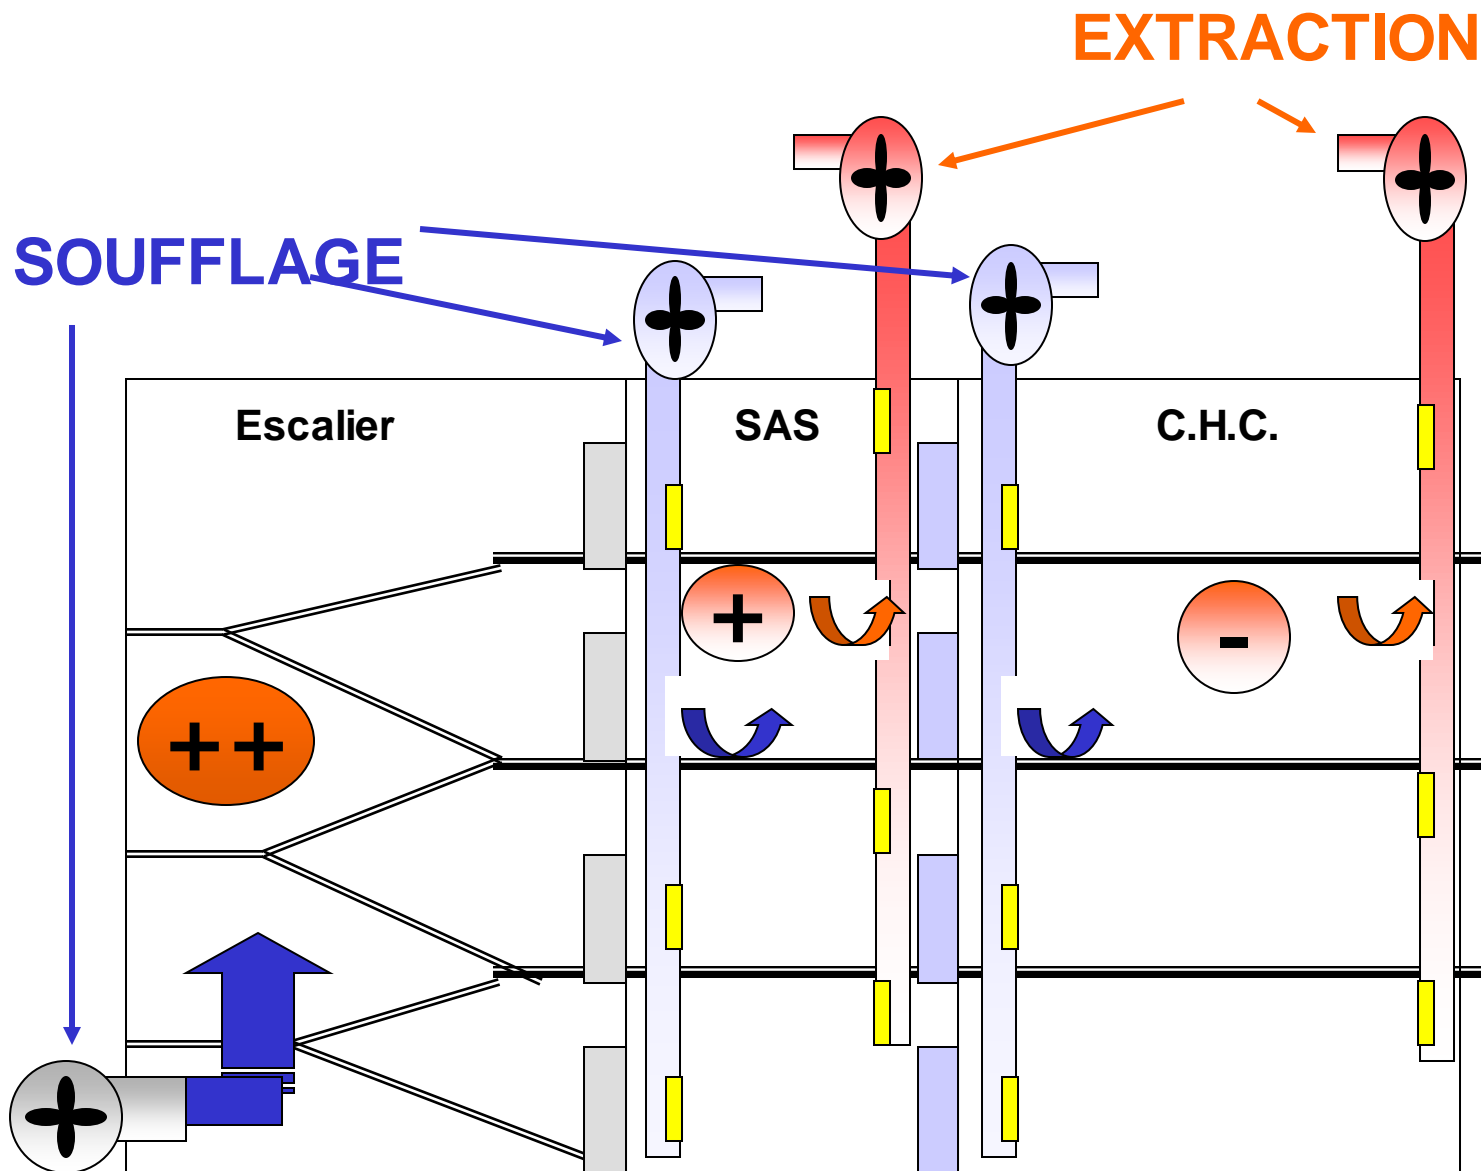 EXTRACTION
SOUFFLAGE
Escalier
SAS
C.H.C.
+
-
++